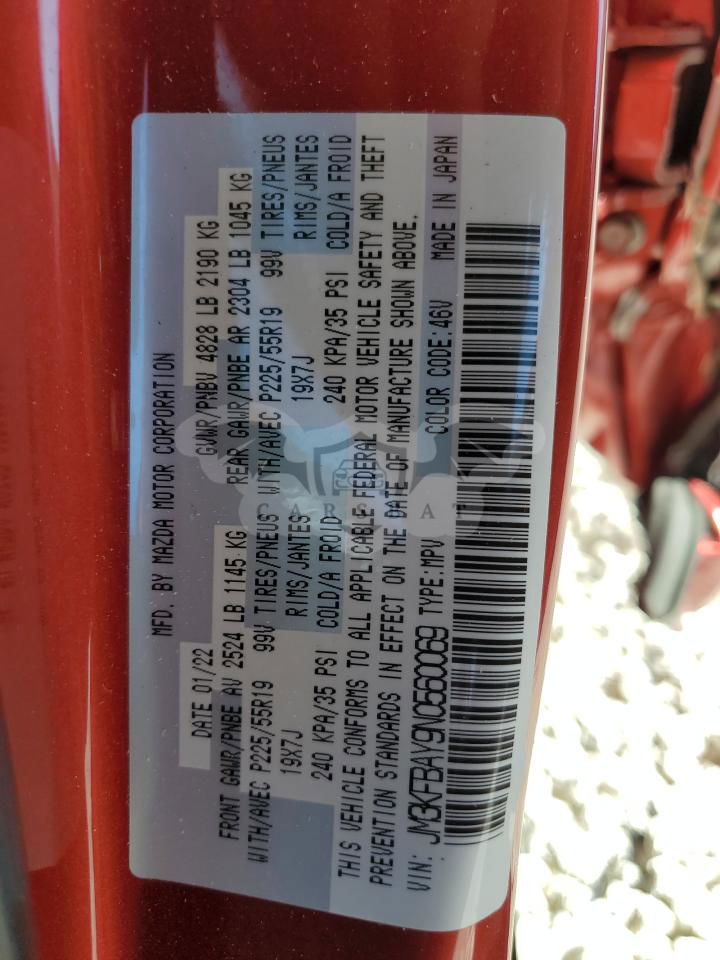 MFD. BY MAZDA MOTOR CORPORATION
DATE 01/22 GVWR/PNBV 4828 LB 2190 KG
FRONT GAWR/PNBE AV 2524 LB 1145 KG REAR GAWR/PNBE AR 2304 LB 1045 KG
WITH/AVEC P225/55R19 99V TIRES/PNEUS WITH/AVEC P225/55R19 99V TIRES/PNEUS
19X7J RIMS/JANTES 19X7J RIMS/JANTES
240 KPA/35 PSI COLD/A FROID 240 KPA/35 PSI COLD/A FROID
THIS VEHICLE CONFORMS TO ALL APPLICABLE FEDERAL MOTOR VEHICLE SAFETY AND THEFT
PREVENTION STANDARDS IN EFFECT ON THE DATE OF MANUFACTURE SHOWN ABOVE.
VIN: JM3KFBAY9NC560069 TYPE:MPV COLOR CODE:46V MADE IN JAPAN